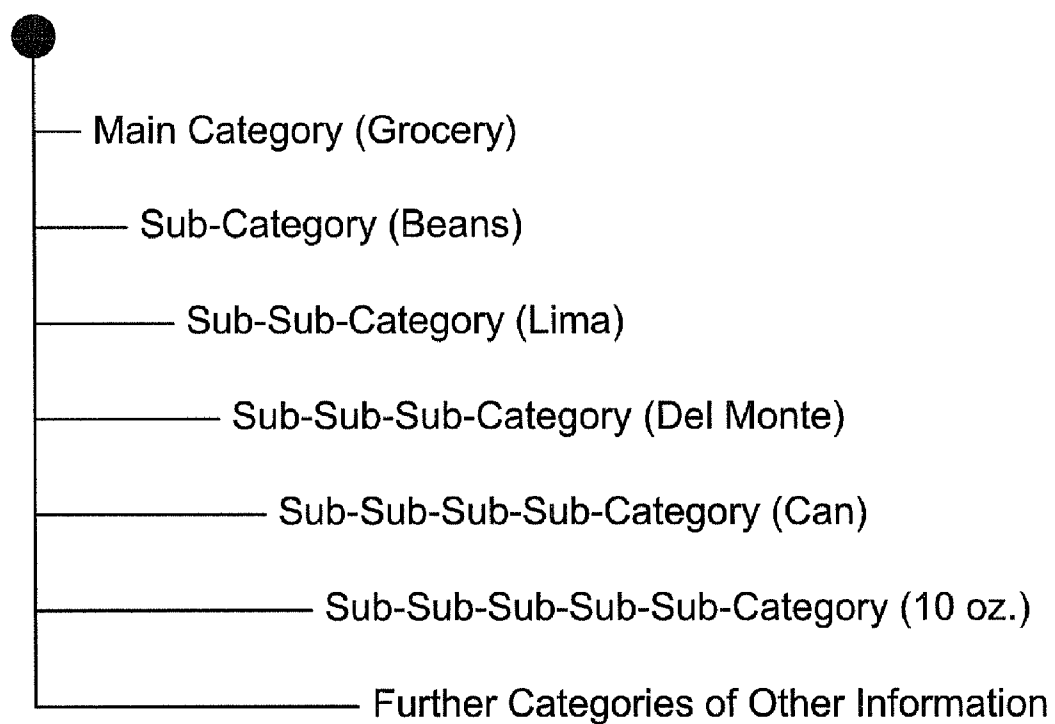 Main Category (Grocery)
Sub-Category (Beans)
Sub-Sub-Category (Lima)
Sub-Sub-Sub-Category (Del Monte)
Sub-Sub-Sub-Sub-Category (Can)
Sub-Sub-Sub-Sub-Sub-Category (10 oz.)
Further Categories of Other Information